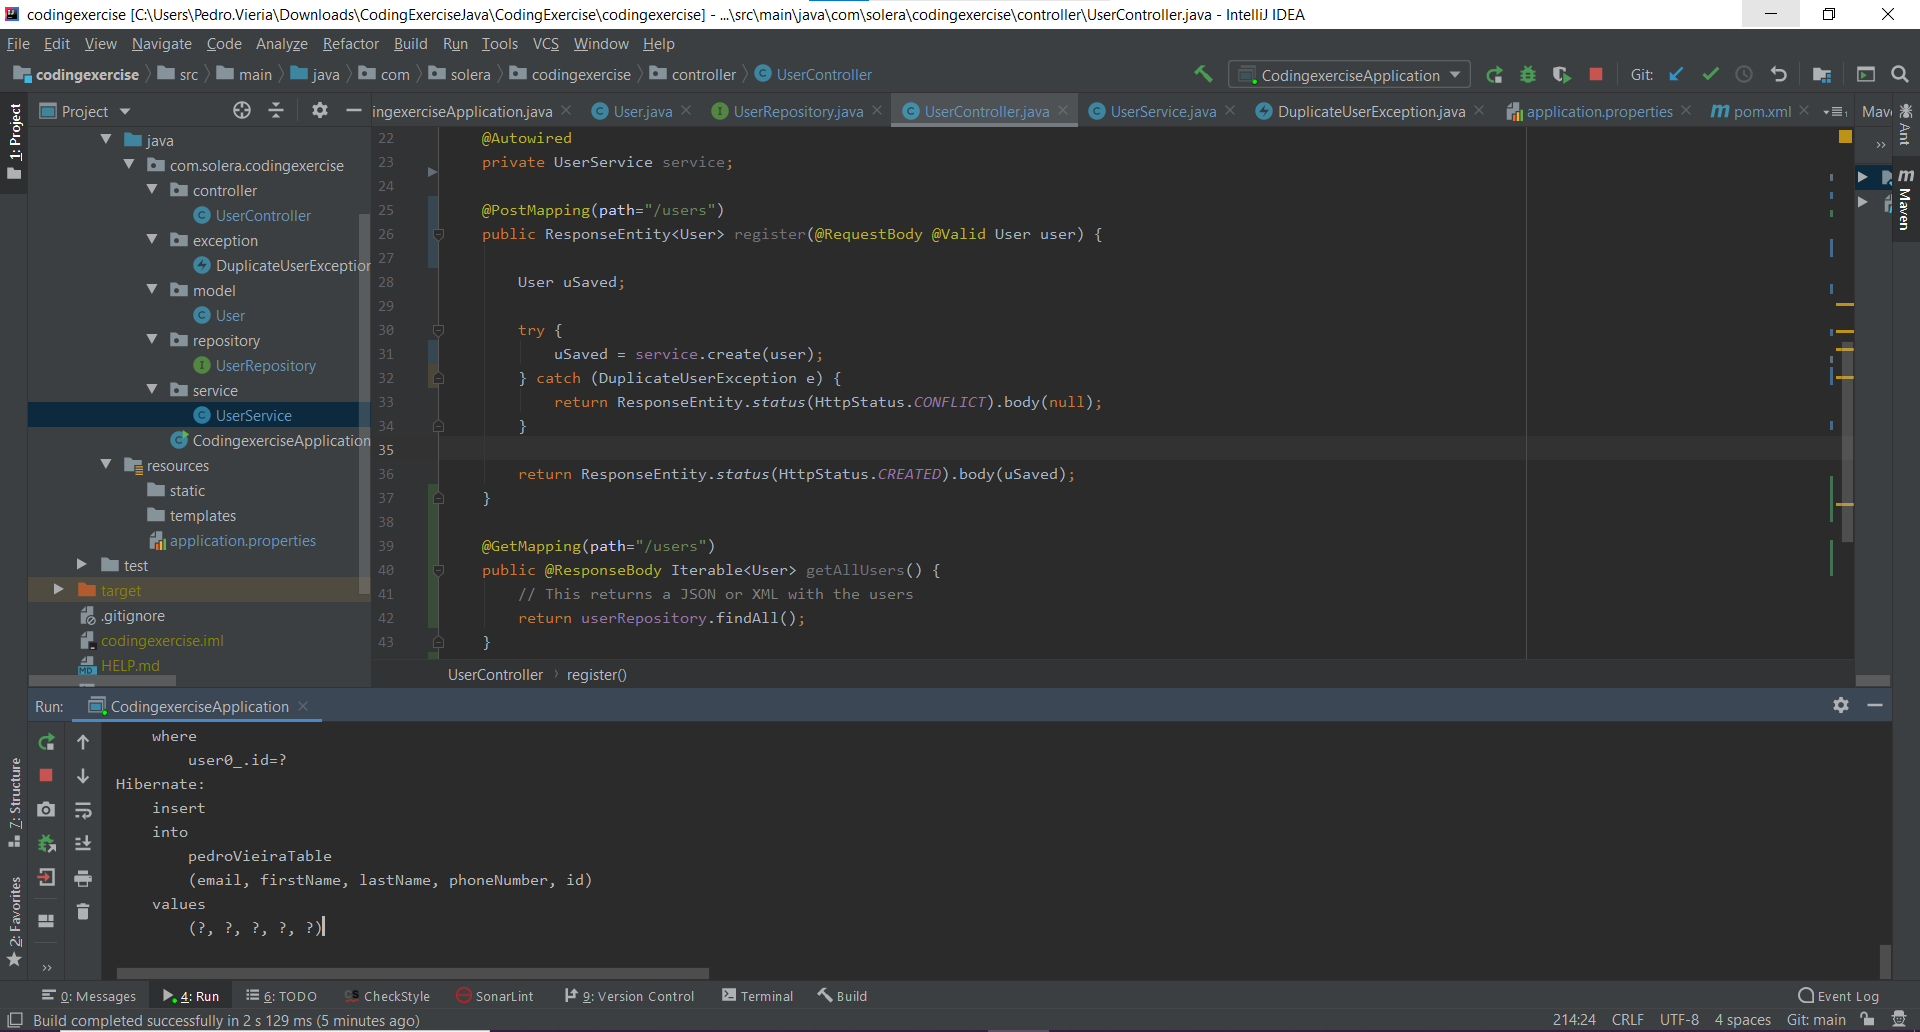 codingexercise [C:\Users\Pedro.Vieria\Downloads\CodingExerciseJava\CodingExercise\codingexercise] - ...\src\main\java\com\solera\codingexercise\controller\UserController.java - IntelliJ IDEA
File Edit View Navigate Code Analyze Refactor Build Run Tools VCS Window Help
codingexercise src main java com solera codingexercise controller UserController CodingexerciseApplication Git:
Project ingexerciseApplication.java User.java UserRepository.java UserController.java UserService.java DuplicateUserException.java application.properties pom.xml Mav
1: Project
Ant
Maven
java
com.solera.codingexercise
controller
UserController
exception
DuplicateUserException
model
User
repository
UserRepository
service
UserService
CodingexerciseApplication
resources
static
templates
application.properties
test
target
.gitignore
codingexercise.iml
HELP.md
22 @Autowired
23 private UserService service;
24
25 @PostMapping(path="/users")
26 public ResponseEntity<User> register(@RequestBody @Valid User user) {
27
28 User uSaved;
29
30 try {
31 uSaved = service.create(user);
32 } catch (DuplicateUserException e) {
33 return ResponseEntity.status(HttpStatus.CONFLICT).body(null);
34 }
35
36 return ResponseEntity.status(HttpStatus.CREATED).body(uSaved);
37 }
38
39 @GetMapping(path="/users")
40 public @ResponseBody Iterable<User> getAllUsers() {
41 // This returns a JSON or XML with the users
42 return userRepository.findAll();
43 }
UserController register()
Run: CodingexerciseApplication
where
user0_.id=?
Hibernate:
insert
into
pedroVieiraTable
(email, firstName, lastName, phoneNumber, id)
values
(?, ?, ?, ?, ?)
7: Structure
2: Favorites
0: Messages 4: Run 6: TODO CheckStyle SonarLint 9: Version Control Terminal Build Event Log
Build completed successfully in 2 s 129 ms (5 minutes ago) 214:24 CRLF UTF-8 4 spaces Git: main